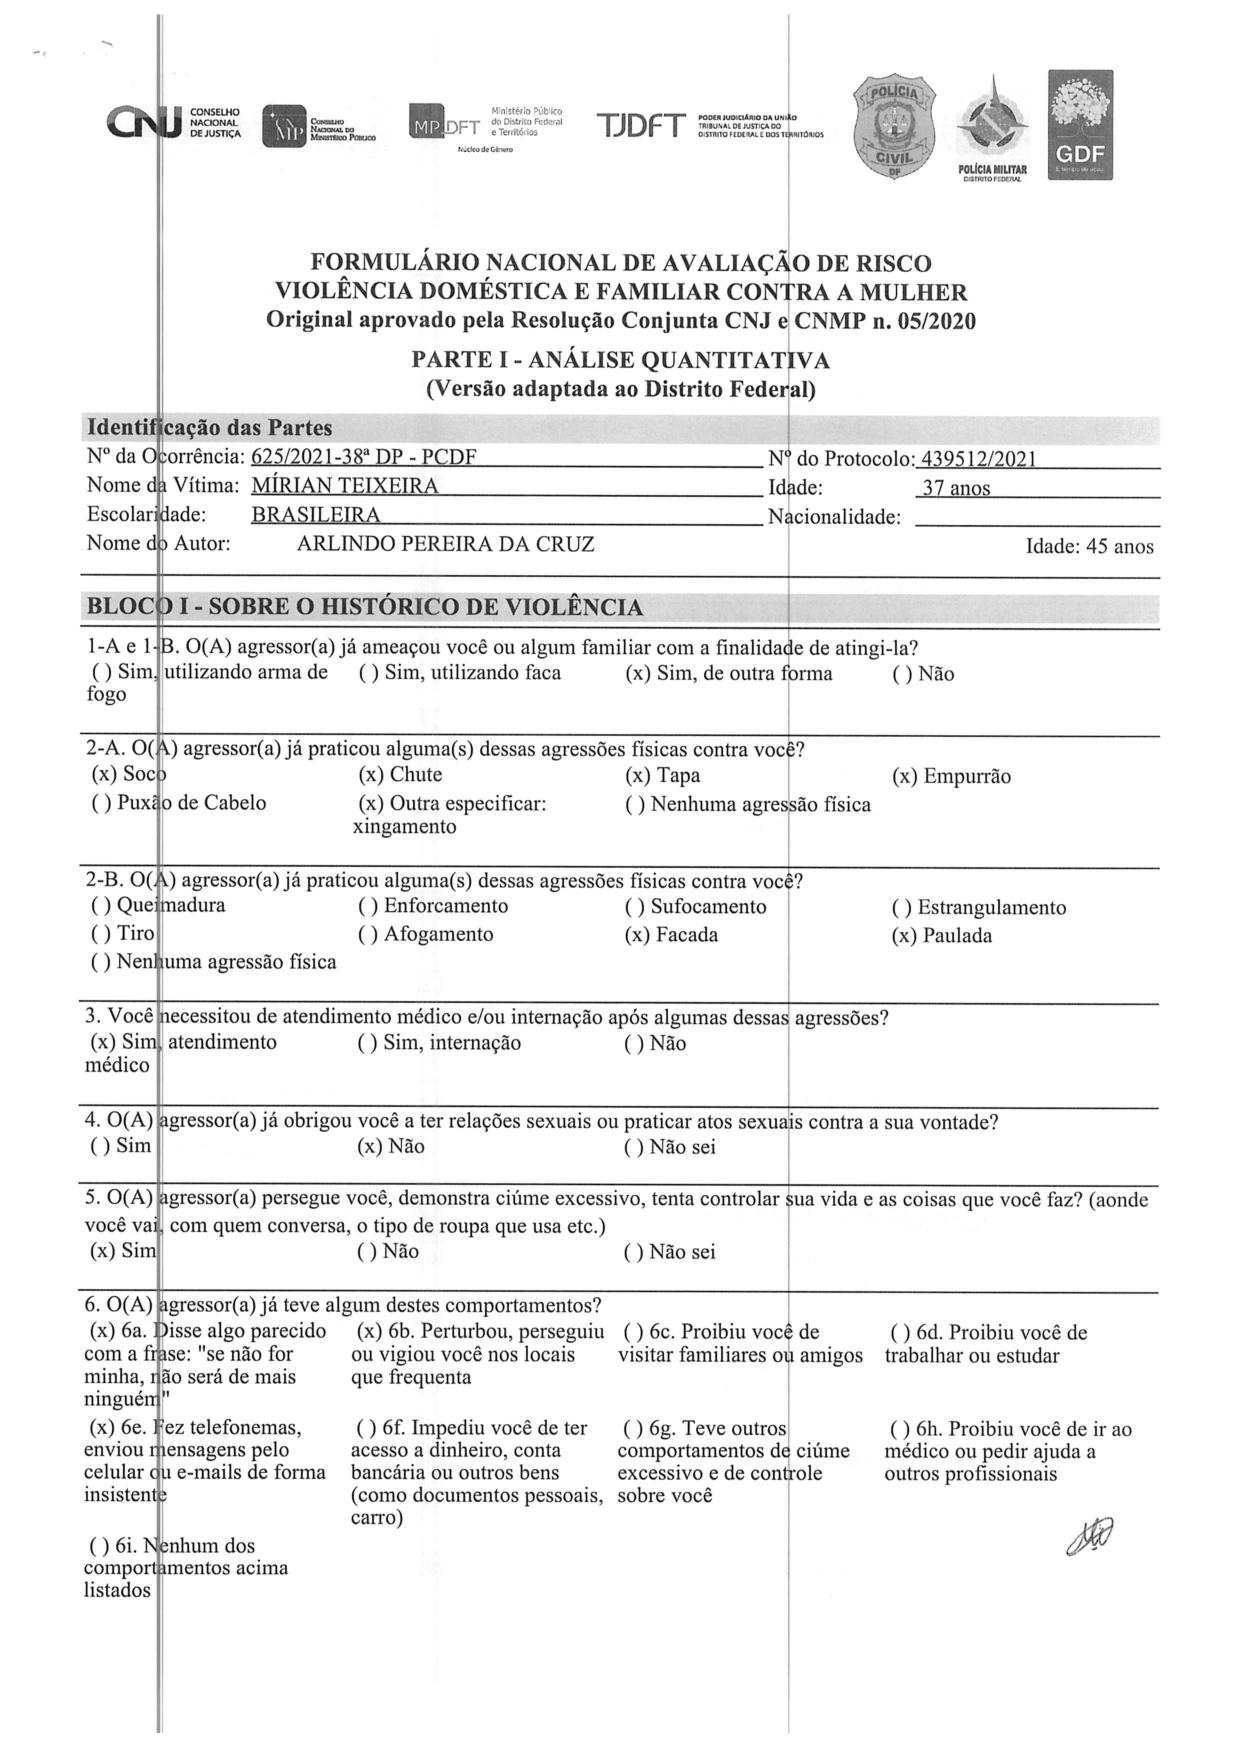 CNJ CONSELHO NACIONAL DE JUSTIÇA
CONSELHO NACIONAL DO MINISTÉRIO PÚBLICO
MPDFT Ministério Público do Distrito Federal e Territórios
Núcleo de Gênero
TJDFT PODER JUDICIÁRIO DA UNIÃO TRIBUNAL DE JUSTIÇA DO DISTRITO FEDERAL E DOS TERRITÓRIOS
POLÍCIA CIVIL DF
POLÍCIA MILITAR DISTRITO FEDERAL
GDF
FORMULÁRIO NACIONAL DE AVALIAÇÃO DE RISCO
VIOLÊNCIA DOMÉSTICA E FAMILIAR CONTRA A MULHER
Original aprovado pela Resolução Conjunta CNJ e CNMP n. 05/2020
PARTE I - ANÁLISE QUANTITATIVA
(Versão adaptada ao Distrito Federal)
Identificação das Partes
Nº da Ocorrência: 625/2021-38ª DP - PCDF Nº do Protocolo: 439512/2021
Nome da Vítima: MÍRIAN TEIXEIRA Idade: 37 anos
Escolaridade: BRASILEIRA Nacionalidade:
Nome do Autor: ARLINDO PEREIRA DA CRUZ Idade: 45 anos
BLOCO I - SOBRE O HISTÓRICO DE VIOLÊNCIA
1-A e 1-B. O(A) agressor(a) já ameaçou você ou algum familiar com a finalidade de atingi-la?
( ) Sim, utilizando arma de ( ) Sim, utilizando faca (x) Sim, de outra forma ( ) Não
fogo
2-A. O(A) agressor(a) já praticou alguma(s) dessas agressões físicas contra você?
(x) Soco (x) Chute (x) Tapa (x) Empurrão
( ) Puxão de Cabelo (x) Outra especificar: ( ) Nenhuma agressão física
xingamento
2-B. O(A) agressor(a) já praticou alguma(s) dessas agressões físicas contra você?
( ) Queimadura ( ) Enforcamento ( ) Sufocamento ( ) Estrangulamento
( ) Tiro ( ) Afogamento (x) Facada (x) Paulada
( ) Nenhuma agressão física
3. Você necessitou de atendimento médico e/ou internação após algumas dessas agressões?
(x) Sim, atendimento ( ) Sim, internação ( ) Não
médico
4. O(A) agressor(a) já obrigou você a ter relações sexuais ou praticar atos sexuais contra a sua vontade?
( ) Sim (x) Não ( ) Não sei
5. O(A) agressor(a) persegue você, demonstra ciúme excessivo, tenta controlar sua vida e as coisas que você faz? (aonde
você vai, com quem conversa, o tipo de roupa que usa etc.)
(x) Sim ( ) Não ( ) Não sei
6. O(A) agressor(a) já teve algum destes comportamentos?
(x) 6a. Disse algo parecido (x) 6b. Perturbou, perseguiu ( ) 6c. Proibiu você de ( ) 6d. Proibiu você de
com a frase: "se não for ou vigiou você nos locais visitar familiares ou amigos trabalhar ou estudar
minha, não será de mais que frequenta
ninguém"
(x) 6e. Fez telefonemas, ( ) 6f. Impediu você de ter ( ) 6g. Teve outros ( ) 6h. Proibiu você de ir ao
enviou mensagens pelo acesso a dinheiro, conta comportamentos de ciúme médico ou pedir ajuda a
celular ou e-mails de forma bancária ou outros bens excessivo e de controle outros profissionais
insistente (como documentos pessoais, sobre você
carro)
( ) 6i. Nenhum dos
comportamentos acima
listados